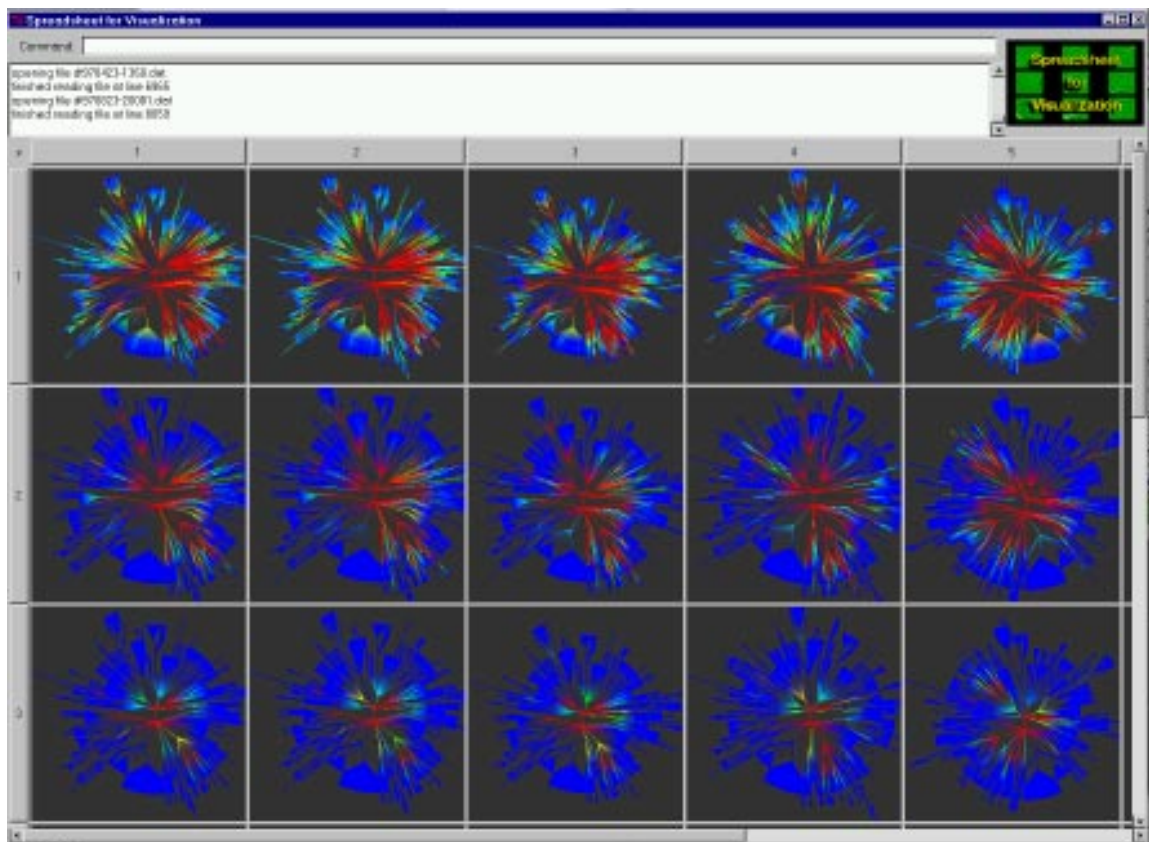 Spreadsheet for Visualization
Command:
opening file
finished reading file at line
opening file
finished reading file at line
Spreadsheet
for
Visualization
1 2 3 4 5
1
2
3